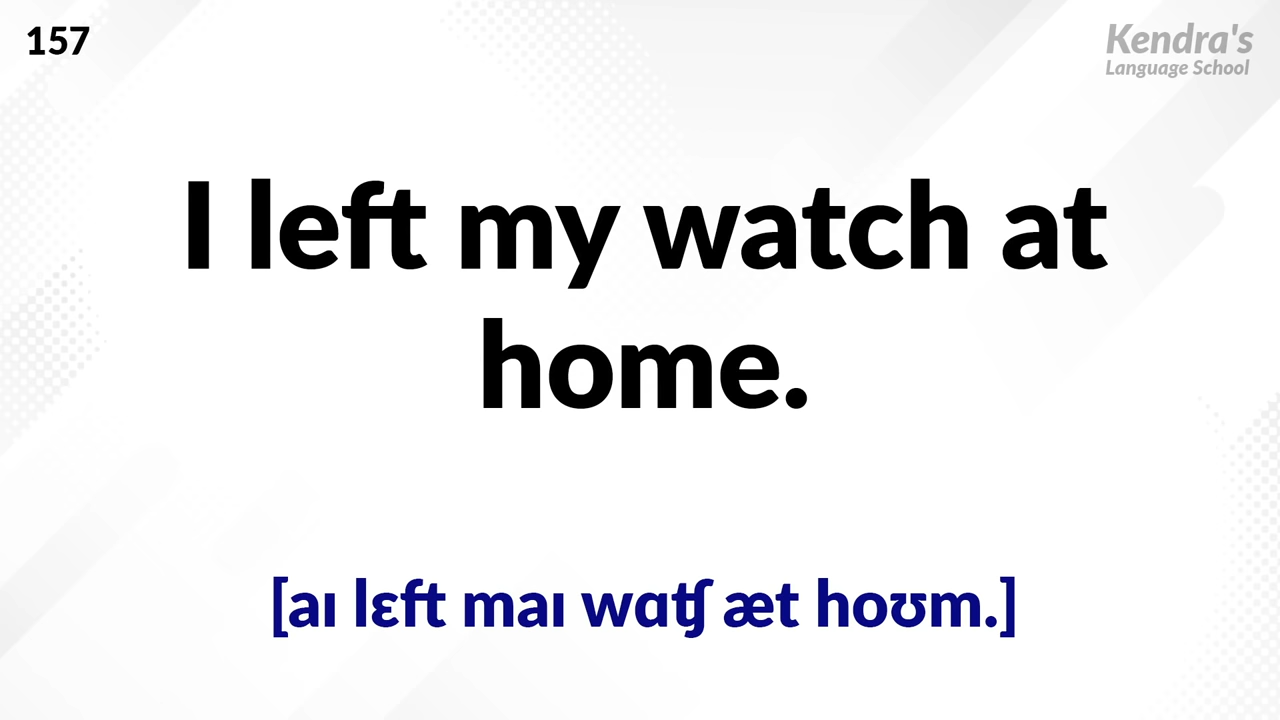 157
Kendra's
Language School
I left my watch at
home.
[aɪ lɛft maɪ wɑʧ æt hoʊm.]